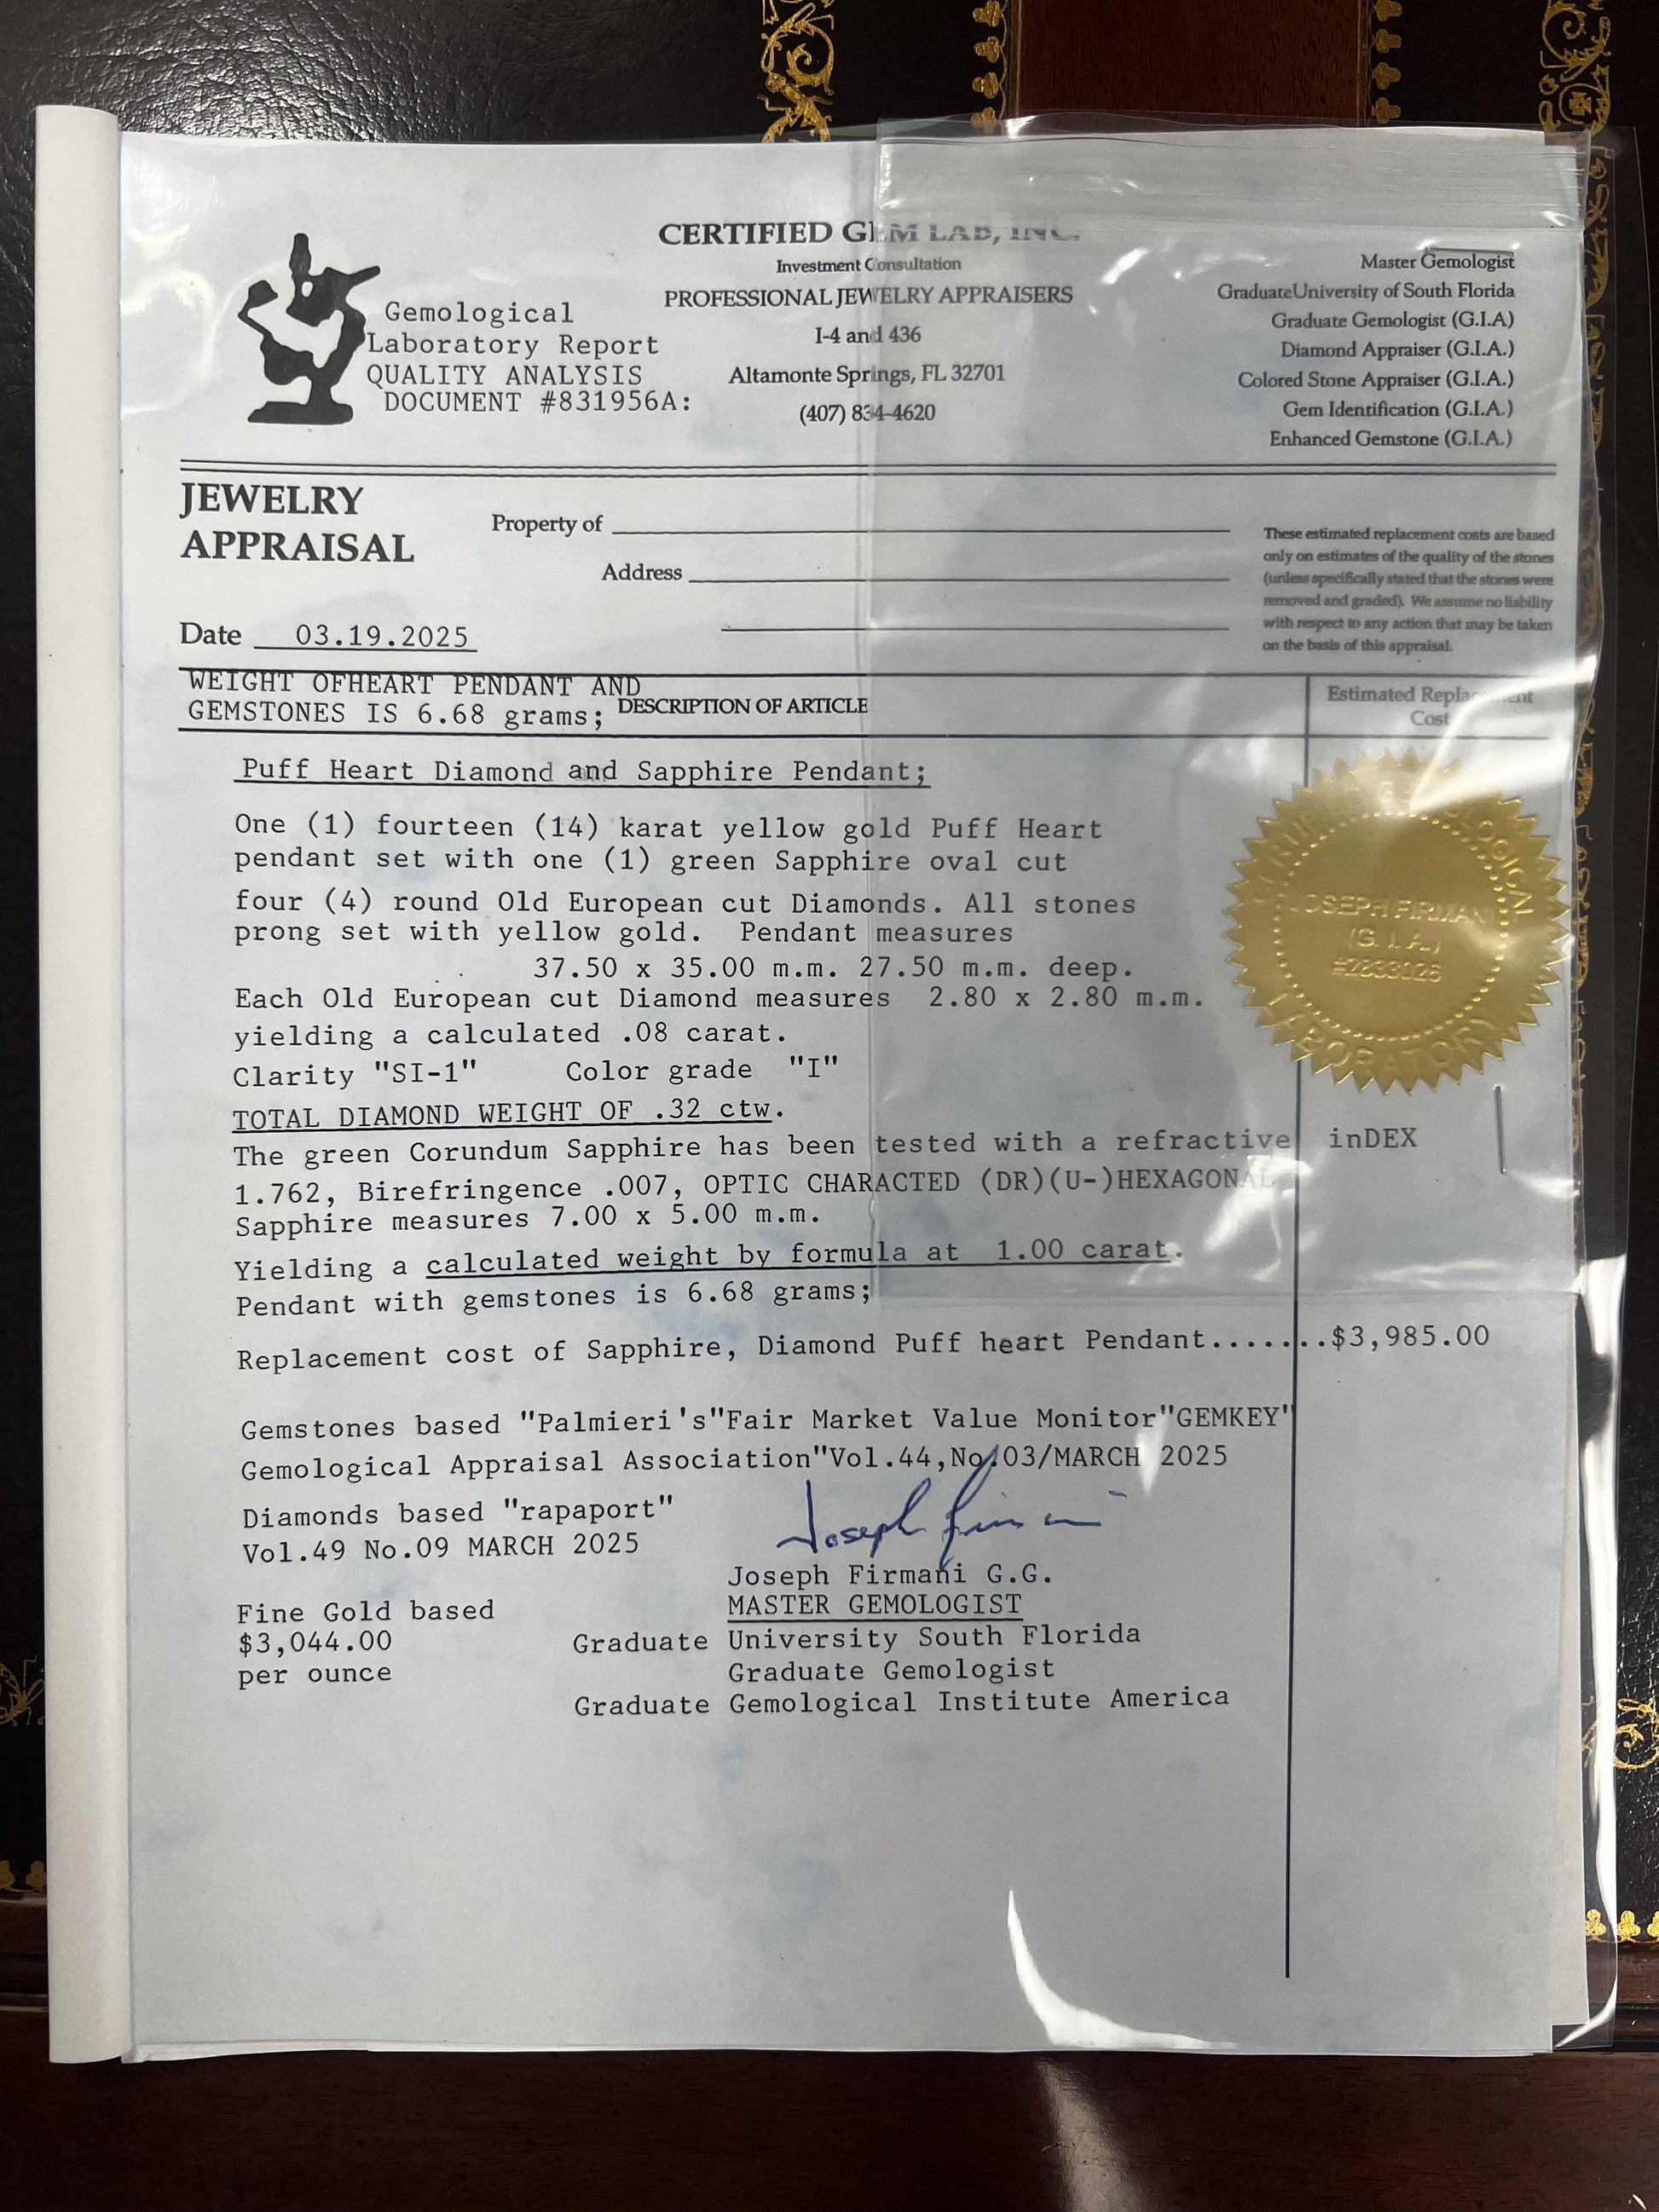 CERTIFIED GEM LAB, INC.
Investment Consultation
PROFESSIONAL JEWELRY APPRAISERS
I-4 and 436
Altamonte Springs, FL 32701
(407) 834-4620
Gemological
Laboratory Report
QUALITY ANALYSIS
DOCUMENT #831956A:
Master Gemologist
GraduateUniversity of South Florida
Graduate Gemologist (G.I.A)
Diamond Appraiser (G.I.A.)
Colored Stone Appraiser (G.I.A.)
Gem Identification (G.I.A.)
Enhanced Gemstone (G.I.A.)
JEWELRY
APPRAISAL
Property of
Address
Date 03.19.2025
These estimated replacement costs are based
only on estimates of the quality of the stones
(unless specifically stated that the stones were
removed and graded). We assume no liability
with respect to any action that may be taken
on the basis of this appraisal.
WEIGHT OFHEART PENDANT AND
GEMSTONES IS 6.68 grams;
DESCRIPTION OF ARTICLE
Estimated Replacement
Cost
Puff Heart Diamond and Sapphire Pendant;
One (1) fourteen (14) karat yellow gold Puff Heart
pendant set with one (1) green Sapphire oval cut
four (4) round Old European cut Diamonds. All stones
prong set with yellow gold. Pendant measures
37.50 x 35.00 m.m. 27.50 m.m. deep.
Each Old European cut Diamond measures 2.80 x 2.80 m.m.
yielding a calculated .08 carat.
Clarity "SI-1" Color grade "I"
TOTAL DIAMOND WEIGHT OF .32 ctw.
The green Corundum Sapphire has been tested with a refractive inDEX
1.762, Birefringence .007, OPTIC CHARACTED (DR)(U-)HEXAGONAL
Sapphire measures 7.00 x 5.00 m.m.
Yielding a calculated weight by formula at 1.00 carat.
Pendant with gemstones is 6.68 grams;
Replacement cost of Sapphire, Diamond Puff heart Pendant.......$3,985.00
Gemstones based "Palmieri's"Fair Market Value Monitor"GEMKEY"
Gemological Appraisal Association"Vol.44,No.03/MARCH 2025
Diamonds based "rapaport"
Vol.49 No.09 MARCH 2025
Joseph Firmani
Joseph Firmani G.G.
MASTER GEMOLOGIST
Graduate University South Florida
Graduate Gemologist
Graduate Gemological Institute America
Fine Gold based
$3,044.00
per ounce
JOSEPH FIRMANI
(G.I.A.)
LABORATORY